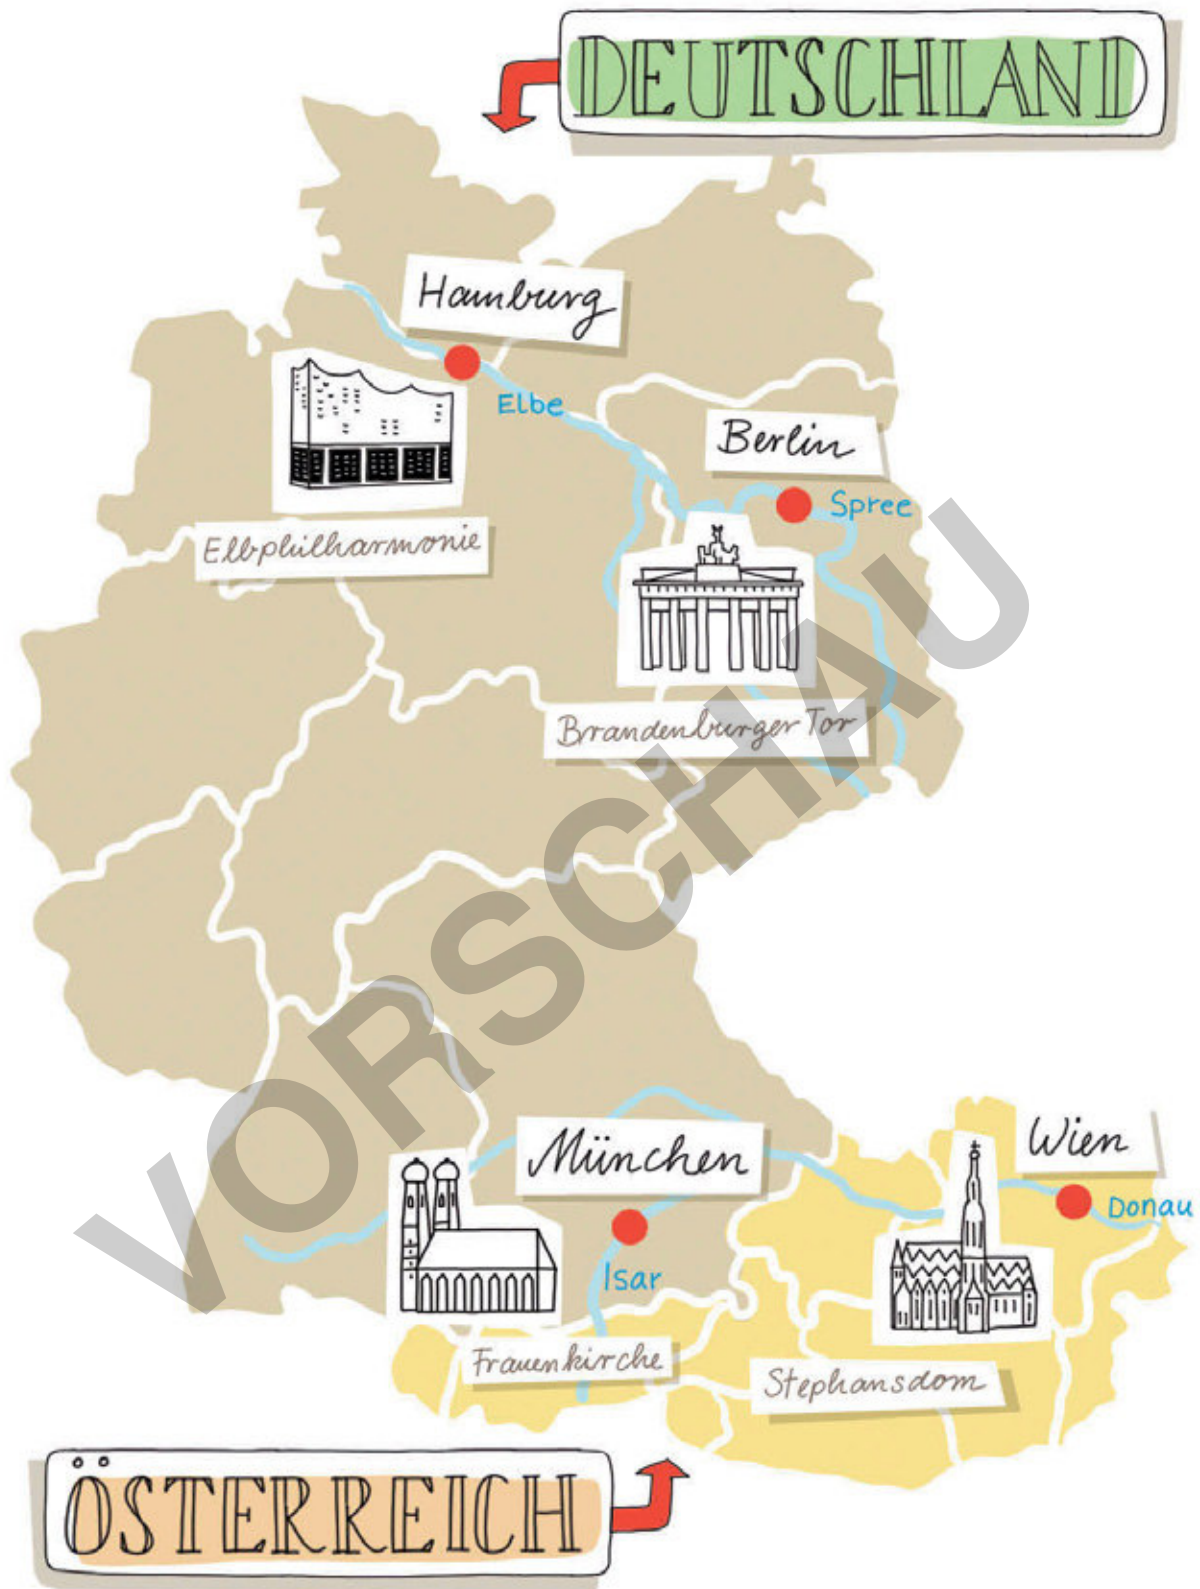 DEUTSCHLAND
Hamburg
Elbe
Berlin
Spree
Elbphilharmonie
Brandenburger Tor
VORSCHAU
München
Wien
Donau
Isar
Frauenkirche
Stephansdom
ÖSTERREICH